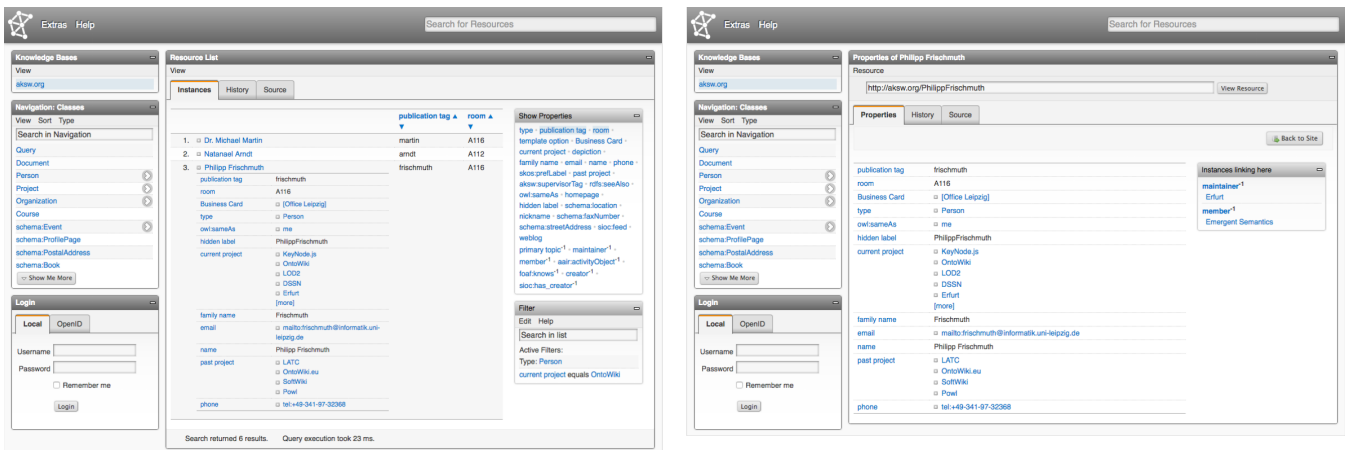 Extras Help
Search for Resources
Knowledge Bases
View
aksw.org
Navigation: Classes
View Sort Type
Search in Navigation
Query
Document
Person
Project
Organization
Course
schema:Event
schema:ProfilePage
schema:PostalAddress
schema:Book
Show Me More
Login
Local OpenID
Username
Password
Remember me
Login
Resource List
View
Instances History Source
publication tag ▲ room ▲
▼ ▼
1. Dr. Michael Martin martin A116
2. Natanael Arndt arndt A112
3. Philipp Frischmuth frischmuth A116
publication tag frischmuth
room A116
Business Card [Office Leipzig]
type Person
owl:sameAs me
hidden label PhilippFrischmuth
current project KeyNode.js
OntoWiki
LOD2
DSSN
Erfurt
[more]
family name Frischmuth
email mailto:frischmuth@informatik.uni-
leipzig.de
name Philipp Frischmuth
past project LATC
OntoWiki.eu
SoftWiki
Powl
phone tel:+49-341-97-32368
Search returned 6 results. Query execution took 23 ms.
Show Properties
type · publication tag · room ·
template option · Business Card ·
current project · depiction ·
family name · email · name · phone ·
skos:prefLabel · past project ·
aksw:supervisorTag · rdfs:seeAlso ·
owl:sameAs · homepage ·
hidden label · schema:location ·
nickname · schema:faxNumber ·
schema:streetAddress · sioc:feed ·
weblog
primary topic-1 · maintainer-1 ·
member-1 · aair:activityObject-1 ·
foaf:knows-1 · creator-1 ·
sioc:has_creator-1
Filter
Edit Help
Search in list
Active Filters:
Type: Person
current project equals OntoWiki
Extras Help
Search for Resources
Knowledge Bases
View
aksw.org
Navigation: Classes
View Sort Type
Search in Navigation
Query
Document
Person
Project
Organization
Course
schema:Event
schema:ProfilePage
schema:PostalAddress
schema:Book
Show Me More
Login
Local OpenID
Username
Password
Remember me
Login
Properties of Philipp Frischmuth
Resource
http://aksw.org/PhilippFrischmuth View Resource
Properties History Source
Back to Site
publication tag frischmuth
room A116
Business Card [Office Leipzig]
type Person
owl:sameAs me
hidden label PhilippFrischmuth
current project KeyNode.js
OntoWiki
LOD2
DSSN
Erfurt
[more]
family name Frischmuth
email mailto:frischmuth@informatik.uni-leipzig.de
name Philipp Frischmuth
past project LATC
OntoWiki.eu
SoftWiki
Powl
phone tel:+49-341-97-32368
Instances linking here
maintainer-1
Erfurt
member-1
Emergent Semantics